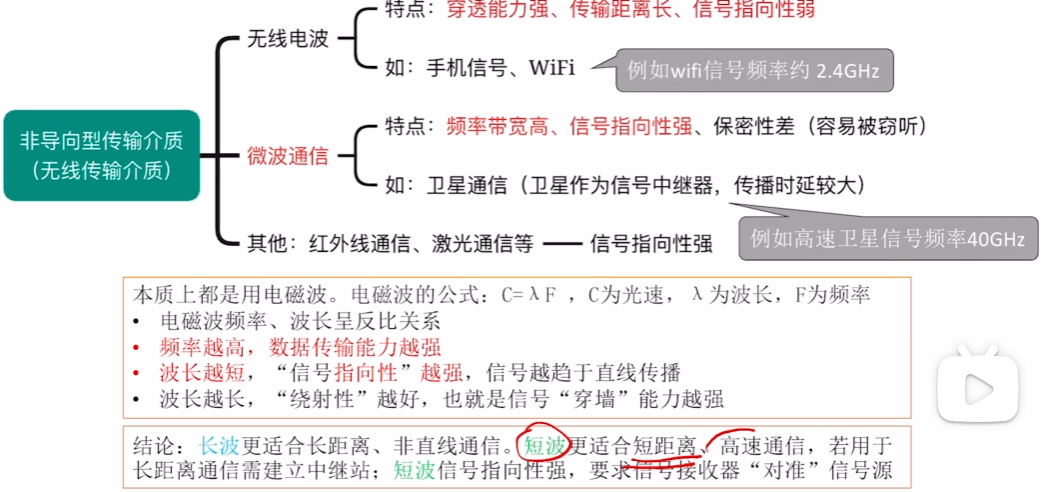 特点：穿透能力强、传输距离长、信号指向性弱
无线电波
如：手机信号、WiFi
例如wifi信号频率约 2.4GHz
非导向型传输介质
（无线传输介质）
特点：频率带宽高、信号指向性强、保密性差（容易被窃听）
微波通信
如：卫星通信（卫星作为信号中继器，传播时延较大）
例如高速卫星信号频率40GHz
其他：红外线通信、激光通信等
信号指向性强
本质上都是用电磁波。电磁波的公式：C=λF ，C为光速，λ为波长，F为频率
• 电磁波频率、波长呈反比关系
• 频率越高，数据传输能力越强
• 波长越短，“信号指向性”越强，信号越趋于直线传播
• 波长越长，“绕射性”越好，也就是信号“穿墙”能力越强
结论：长波更适合长距离、非直线通信。短波更适合短距离、高速通信，若用于
长距离通信需建立中继站；短波信号指向性强，要求信号接收器“对准”信号源